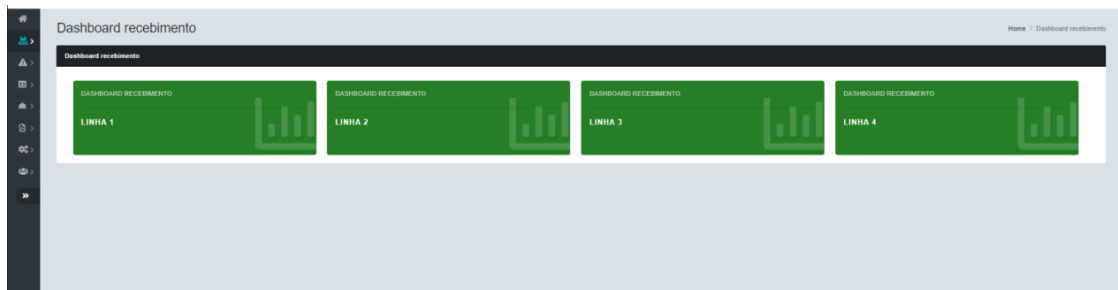 Dashboard recebimento
Home / Dashboard recebimento
Dashboard recebimento
DASHBOARD RECEBIMENTO
LINHA 1
DASHBOARD RECEBIMENTO
LINHA 2
DASHBOARD RECEBIMENTO
LINHA 3
DASHBOARD RECEBIMENTO
LINHA 4